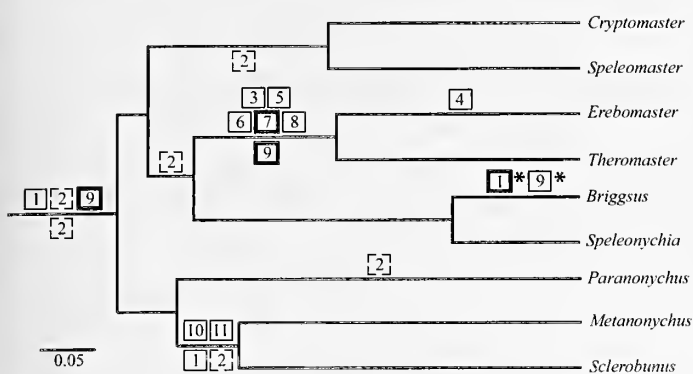 Cryptomaster
2
Speleomaster
3 5
4
6 7 8
Erebomaster
9
2
Theromaster
1 * 9 *
1 2 9
Briggsus
2
Speleonychia
2
Paranonychus
10 11
Metanonychus
0.05
1 2
Sclerobunus